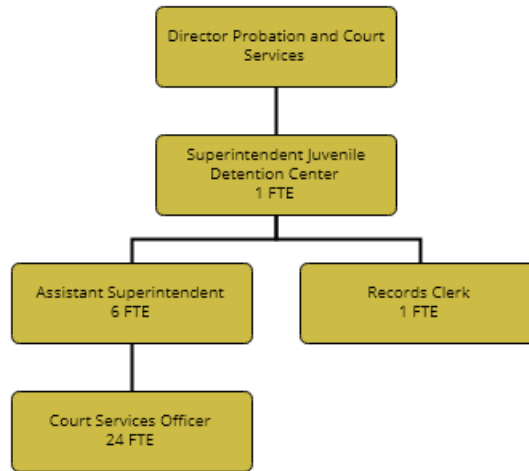 Director Probation and Court
Services
Superintendent Juvenile
Detention Center
1 FTE
Assistant Superintendent
6 FTE
Records Clerk
1 FTE
Court Services Officer
24 FTE